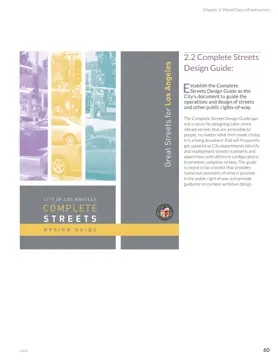 Chapter 2: World Class Infrastructure
2.2 Complete Streets
Design Guide:
Establish the Complete
Streets Design Guide as the
City's document to guide the
operations and design of streets
and other public rights-of-way.
The Complete Streets Design Guide lays
out a vision for designing safer, more
vibrant streets that are accessible to
people, no matter what their mode choice.
It is a living document that will frequently
get updated as City departments identify
and implement streets standards and
experiment with different configurations
to promote complete streets. The guide
is meant to be a toolkit that provides
numerous examples of what is possible
in the public right-of-way and provide
guidance on context-sensitive design.
Great Streets for Los Angeles
CITY OF LOS ANGELES
COMPLETE
STREETS
DESIGN GUIDE
60